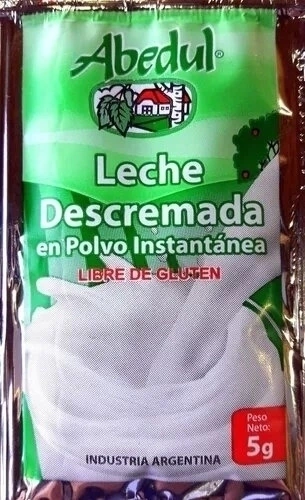 Abedul®
Leche
Descremada
en Polvo Instantánea
LIBRE DE GLUTEN
Peso
Neto:
5g
INDUSTRIA ARGENTINA